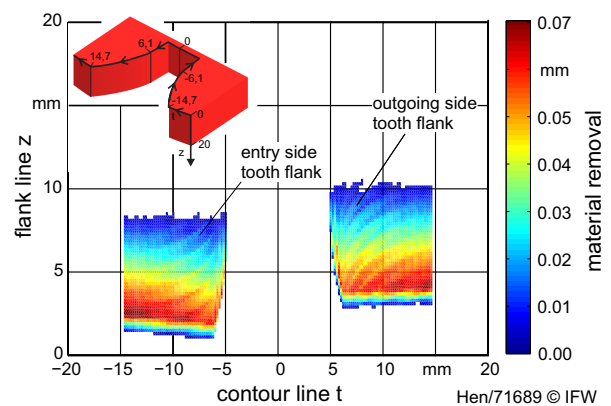 20
mm
10
5
0
flank line z
−20
−15
−10
−5
0
5
10
mm
20
contour line t
14,7
6,1
0
-6,1
-14,7
t
0
20
z
entry side
tooth flank
outgoing side
tooth flank
0.07
mm
0.05
0.04
0.03
0.02
0.01
0.00
material removal
Hen/71689 © IFW